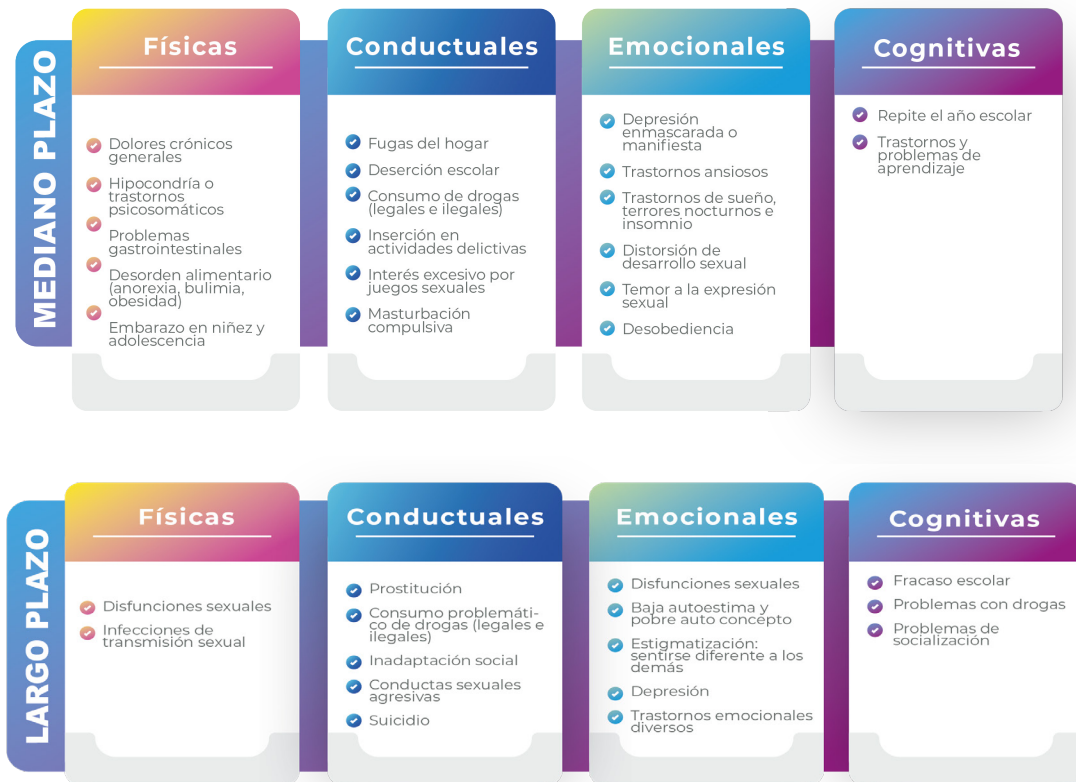 MEDIANO PLAZO
Físicas
Dolores crónicos
generales
Hipocondría o
trastornos
psicosomáticos
Problemas
gastrointestinales
Desorden alimentario
(anorexia, bulimia,
obesidad)
Embarazo en niñez y
adolescencia
Conductuales
Fugas del hogar
Deserción escolar
Consumo de drogas
(legales e ilegales)
Inserción en
actividades delictivas
Interés excesivo por
juegos sexuales
Masturbación
compulsiva
Emocionales
Depresión
enmascarada o
manifiesta
Trastornos ansiosos
Trastornos de sueño,
terrores nocturnos e
insomnio
Distorsión de
desarrollo sexual
Temor a la expresión
sexual
Desobediencia
Cognitivas
Repite el año escolar
Trastornos y
problemas de
aprendizaje
LARGO PLAZO
Físicas
Disfunciones sexuales
Infecciones de
transmisión sexual
Conductuales
Prostitución
Consumo problemáti-
co de drogas (legales e
ilegales)
Inadaptación social
Conductas sexuales
agresivas
Suicidio
Emocionales
Disfunciones sexuales
Baja autoestima y
pobre auto concepto
Estigmatización:
sentirse diferente a los
demás
Depresión
Trastornos emocionales
diversos
Cognitivas
Fracaso escolar
Problemas con drogas
Problemas de
socialización